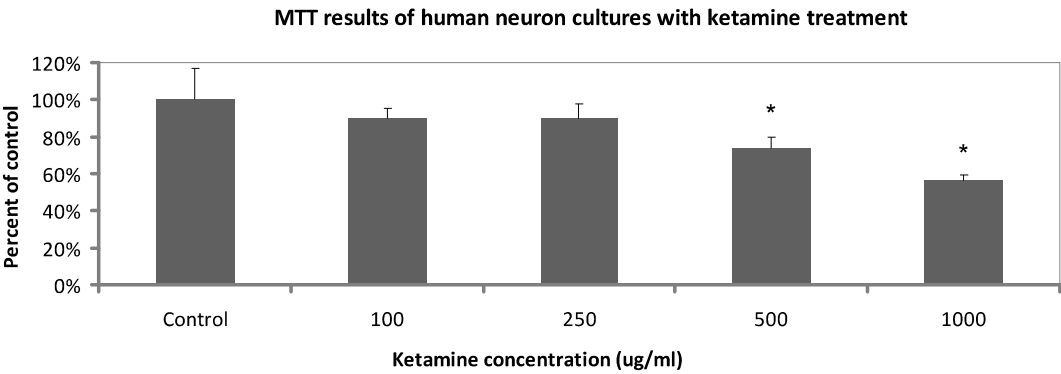 MTT results of human neuron cultures with ketamine treatment
120%
100%
80%
60%
40%
20%
0%
Percent of control
*
*
Control 100 250 500 1000
Ketamine concentration (ug/ml)